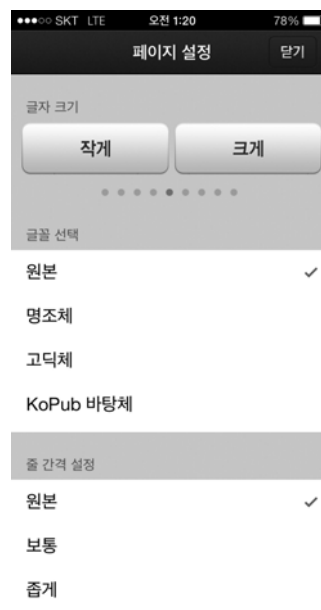 ●●●○○ SKT LTE 오전 1:20 78%
페이지 설정 닫기
글자 크기
작게 크게
글꼴 선택
원본
명조체
고딕체
KoPub 바탕체
줄 간격 설정
원본
보통
좁게